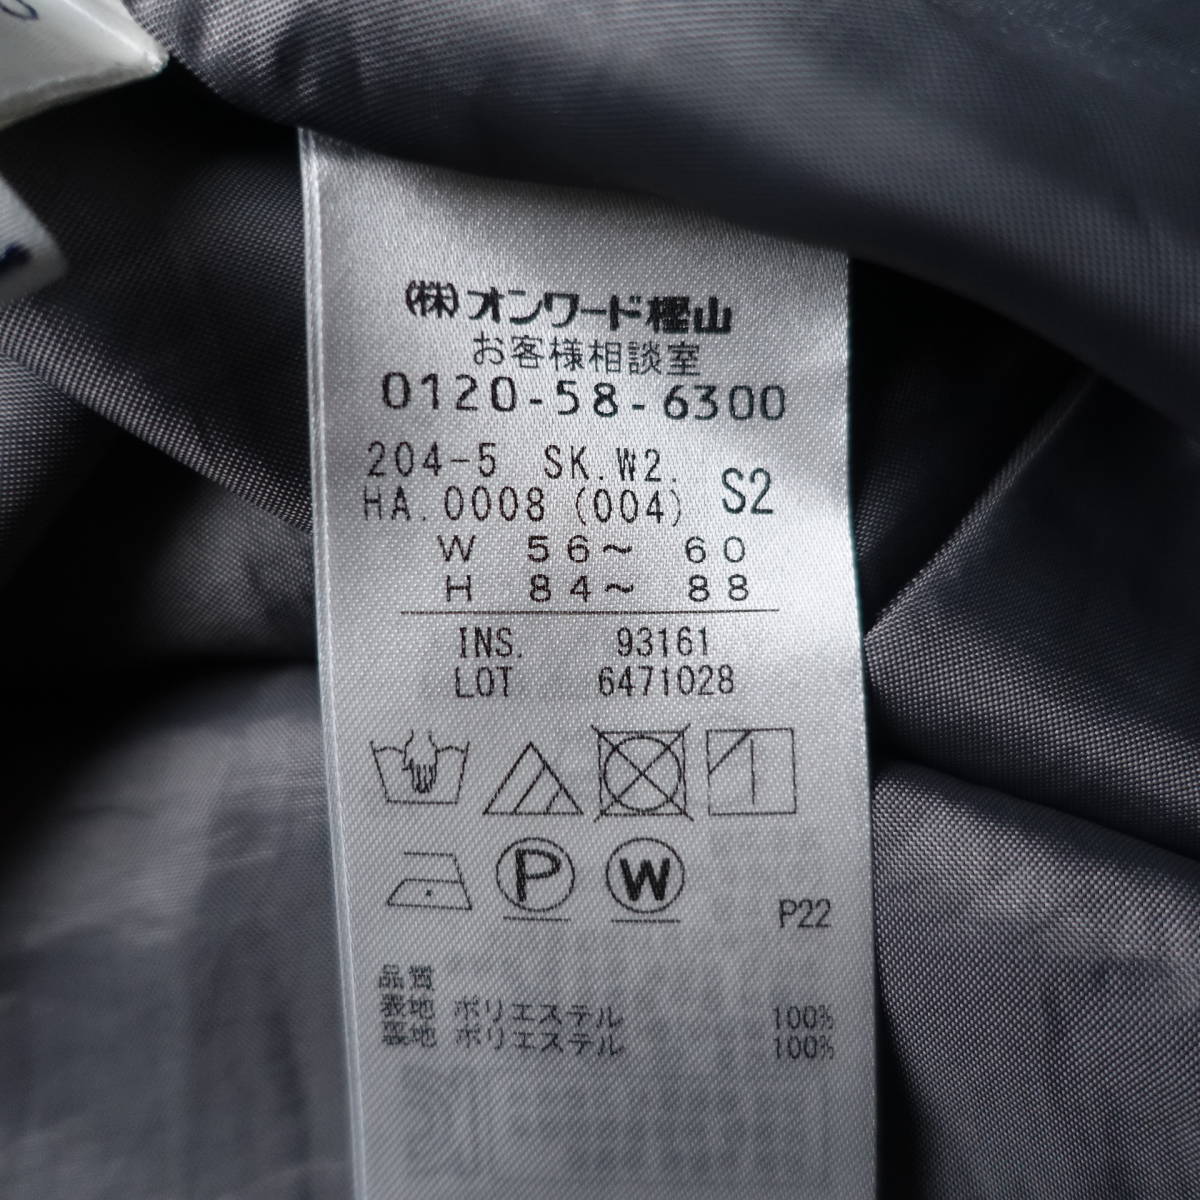 (株)オンワード樫山
お客様相談室
0120-58-6300
204-5 SK.W2.
HA.0008 (004) S2
W 56～ 60
H 84～ 88
INS. 93161
LOT 6471028
P W
P22
品質
表地 ポリエステル 100%
裏地 ポリエステル 100%